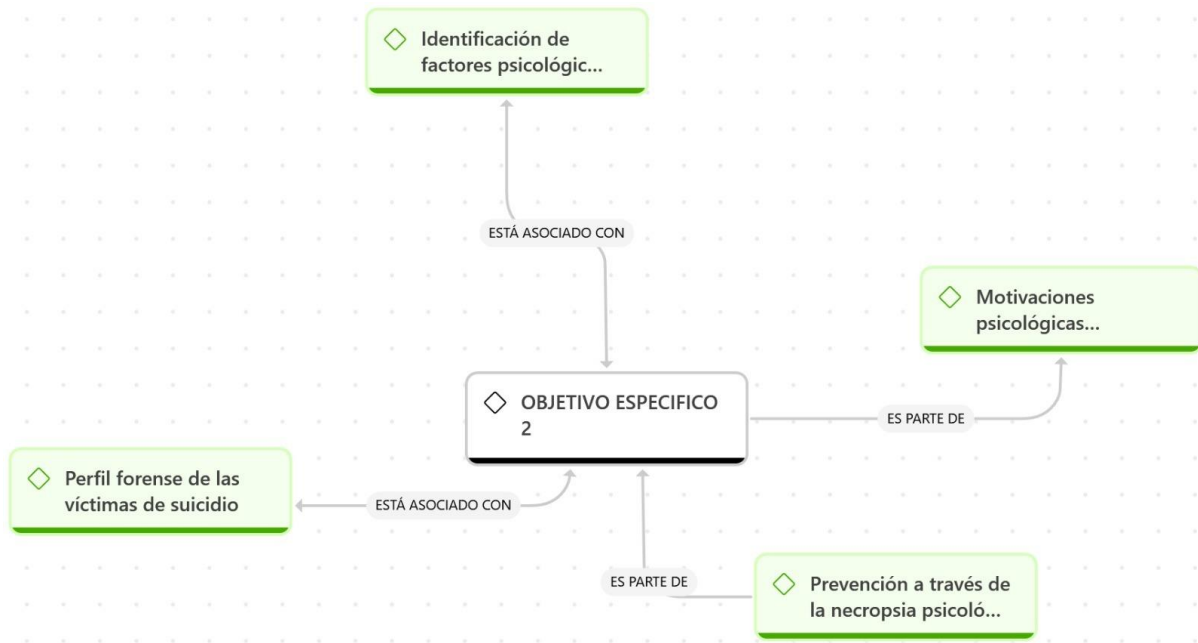 Identificación de
factores psicológic...
ESTÁ ASOCIADO CON
Motivaciones
psicológicas...
OBJETIVO ESPECIFICO
2
ES PARTE DE
Perfil forense de las
víctimas de suicidio
ESTÁ ASOCIADO CON
ES PARTE DE
Prevención a través de
la necropsia psicoló...